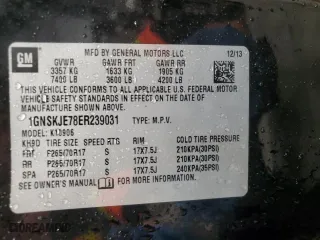 GM
MFD BY GENERAL MOTORS LLC 12/13
GVWR GAWR FRT GAWR RR
3357 KG 1633 KG 1905 KG
7400 LB 3600 LB 4200 LB
THIS VEHICLE CONFORMS TO ALL APPLICABLE U.S. FEDERAL
MOTOR VEHICLE SAFETY STANDARDS IN EFFECT ON
THE DATE OF MANUFACTURE SHOWN ABOVE.
1GNSKJE78ER239031 TYPE: M.P.V.
MODEL: K10906
TIRE SIZE SPEED RTG RIM COLD TIRE PRESSURE
FRT P265/70R17 S 17X7.5J 210KPA(30PSI)
RR P265/70R17 S 17X7.5J 210KPA(30PSI)
SPA P265/70R17 S 17X7.5J 240KPA(35PSI)
SEE OWNER'S MANUAL FOR ADDITIONAL INFORMATION.